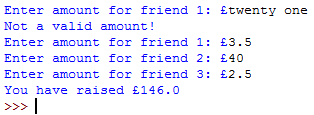 Enter amount for friend 1: £twenty one
Not a valid amount!
Enter amount for friend 1: £3.5
Enter amount for friend 2: £40
Enter amount for friend 3: £2.5
You have raised £146.0
>>>